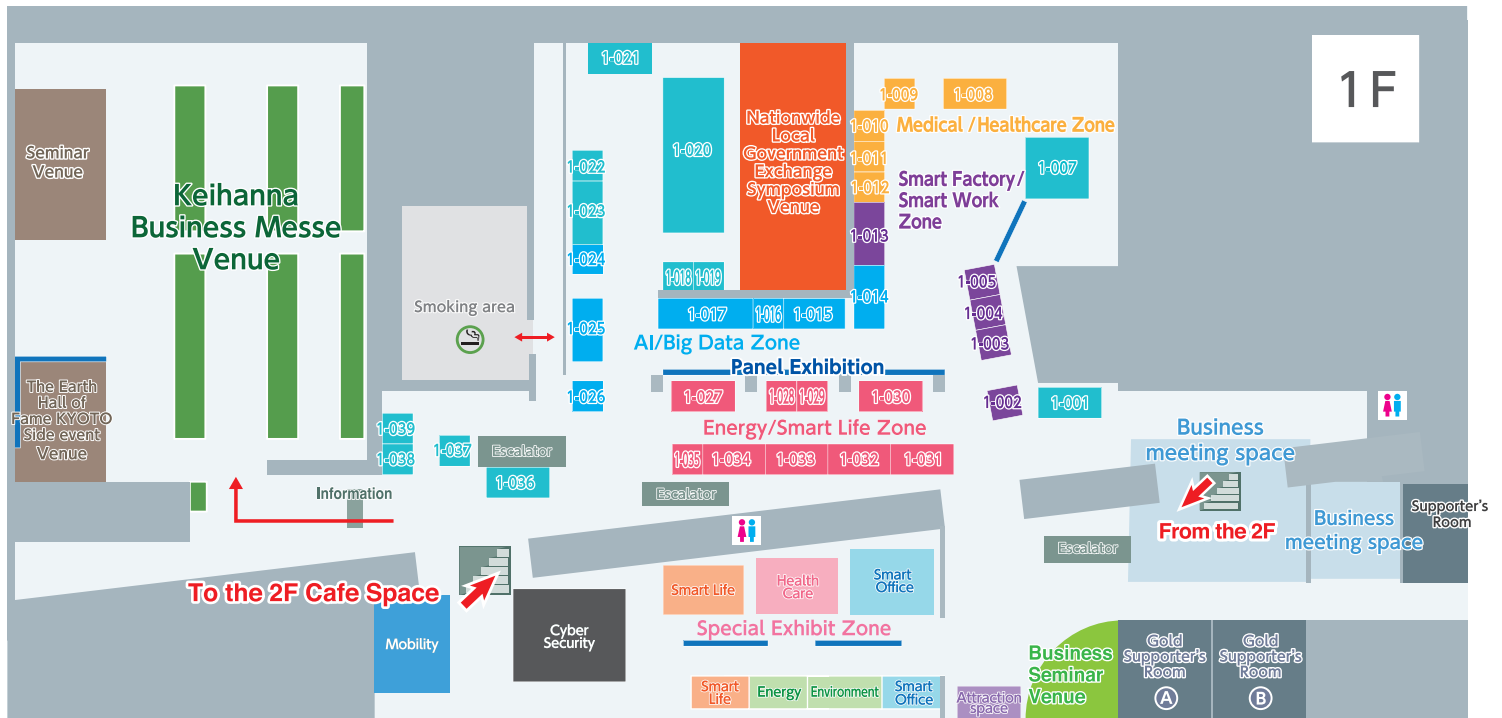 1F
1-021
1-009
1-008
Nationwide
Local
Government
Exchange
Symposium
Venue
1-010
Medical /Healthcare Zone
1-020
1-011
1-022
1-007
1-012
Seminar
Venue
Smart Factory/
Smart Work
Zone
Keihanna
Business Messe
Venue
1-023
1-013
1-024
1-018
1-019
1-005
1-014
Smoking area
1-017
1-016
1-015
1-004
1-025
AI/Big Data Zone
1-003
Panel Exhibition
The Earth
Hall of
Fame KYOTO
Side event
Venue
1-026
1-027
1-028
1-029
1-030
1-002
1-001
1-039
Energy/Smart Life Zone
Business
meeting space
1-037
Escalator
1-038
1-035
1-034
1-033
1-032
1-031
1-036
Information
Escalator
Supporter's
Room
Business
meeting space
From the 2F
Escalator
To the 2F Cafe Space
Smart Life
Health
Care
Smart
Office
Mobility
Cyber
Security
Special Exhibit Zone
Business
Seminar
Venue
Gold
Supporter's
Room
A
Gold
Supporter's
Room
B
Smart
Life
Energy
Environment
Smart
Office
Attraction
space